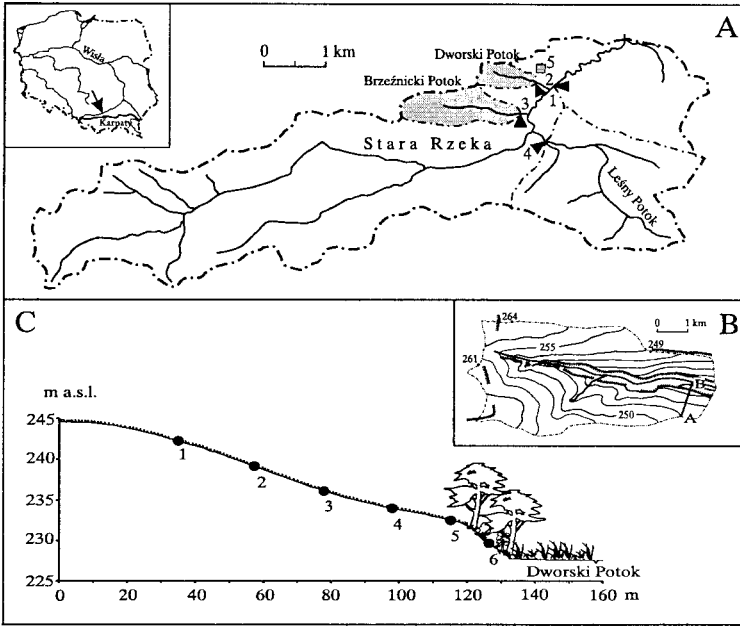 A
Wisła
Karpaty
0 1 km
Dworski Potok
5
2
1
Brzeźnicki Potok
3
Stara Rzeka
4
Leśny Potok
C
B
264
0 1 km
255
249
261
B
250
A
m a.s.l.
245
240
235
230
225
1
2
3
4
5
6
Dworski Potok
0 20 40 60 80 100 120 140 160 m